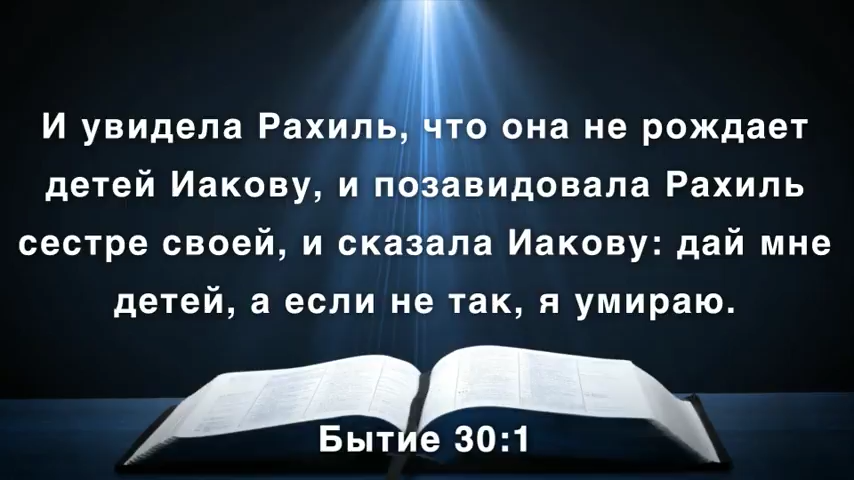 И увидела Рахиль, что она не рождает
детей Иакову, и позавидовала Рахиль
сестре своей, и сказала Иакову: дай мне
детей, а если не так, я умираю.
Бытие 30:1